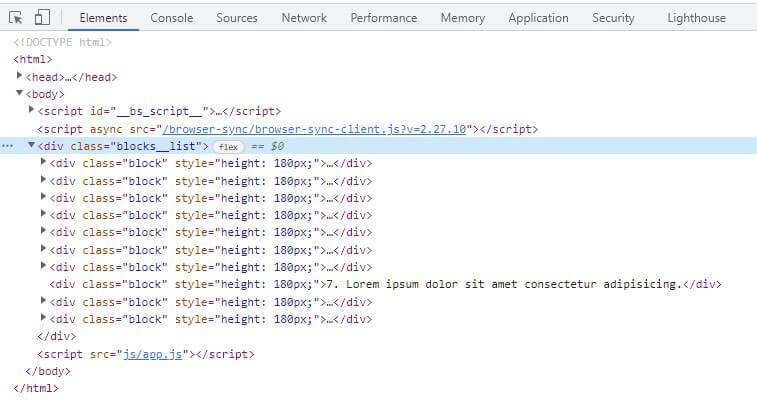 Elements Console Sources Network Performance Memory Application Security Lighthouse
<!DOCTYPE html>
<html>
<head>…</head>
<body>
<script id="__bs_script__">…</script>
<script async src="/browser-sync/browser-sync-client.js?v=2.27.10"></script>
<div class="blocks__list"> flex == $0
<div class="block" style="height: 180px;">…</div>
<div class="block" style="height: 180px;">…</div>
<div class="block" style="height: 180px;">…</div>
<div class="block" style="height: 180px;">…</div>
<div class="block" style="height: 180px;">…</div>
<div class="block" style="height: 180px;">…</div>
<div class="block" style="height: 180px;">…</div>
<div class="block" style="height: 180px;">7. Lorem ipsum dolor sit amet consectetur adipisicing.</div>
<div class="block" style="height: 180px;">…</div>
<div class="block" style="height: 180px;">…</div>
</div>
<script src="js/app.js"></script>
</body>
</html>